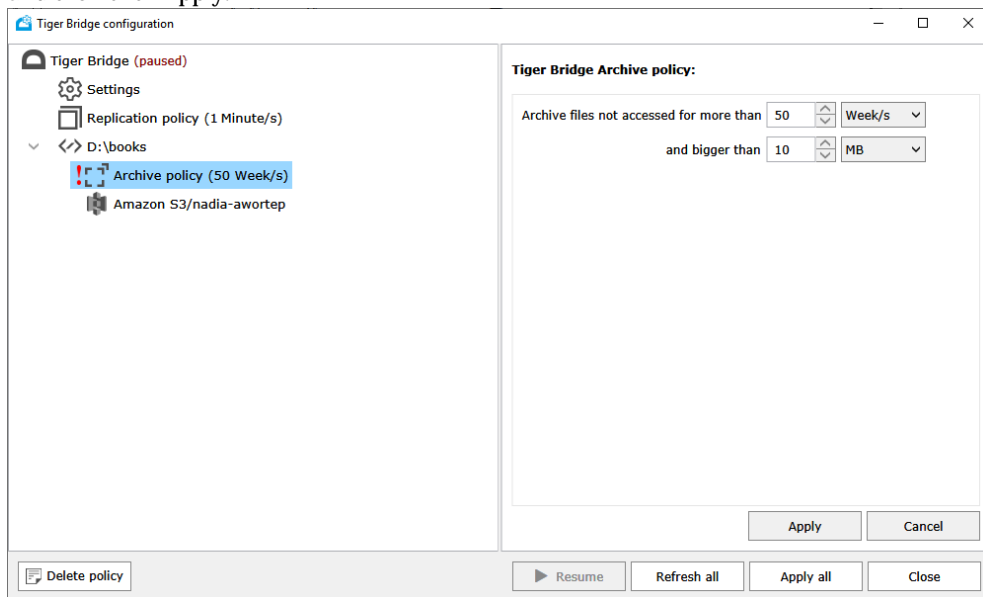 Tiger Bridge configuration
Tiger Bridge (paused)
Settings
Replication policy (1 Minute/s)
D:\books
! Archive policy (50 Week/s)
Amazon S3/nadia-awortep
Tiger Bridge Archive policy:
Archive files not accessed for more than 50 Week/s
and bigger than 10 MB
Apply Cancel
Delete policy Resume Refresh all Apply all Close